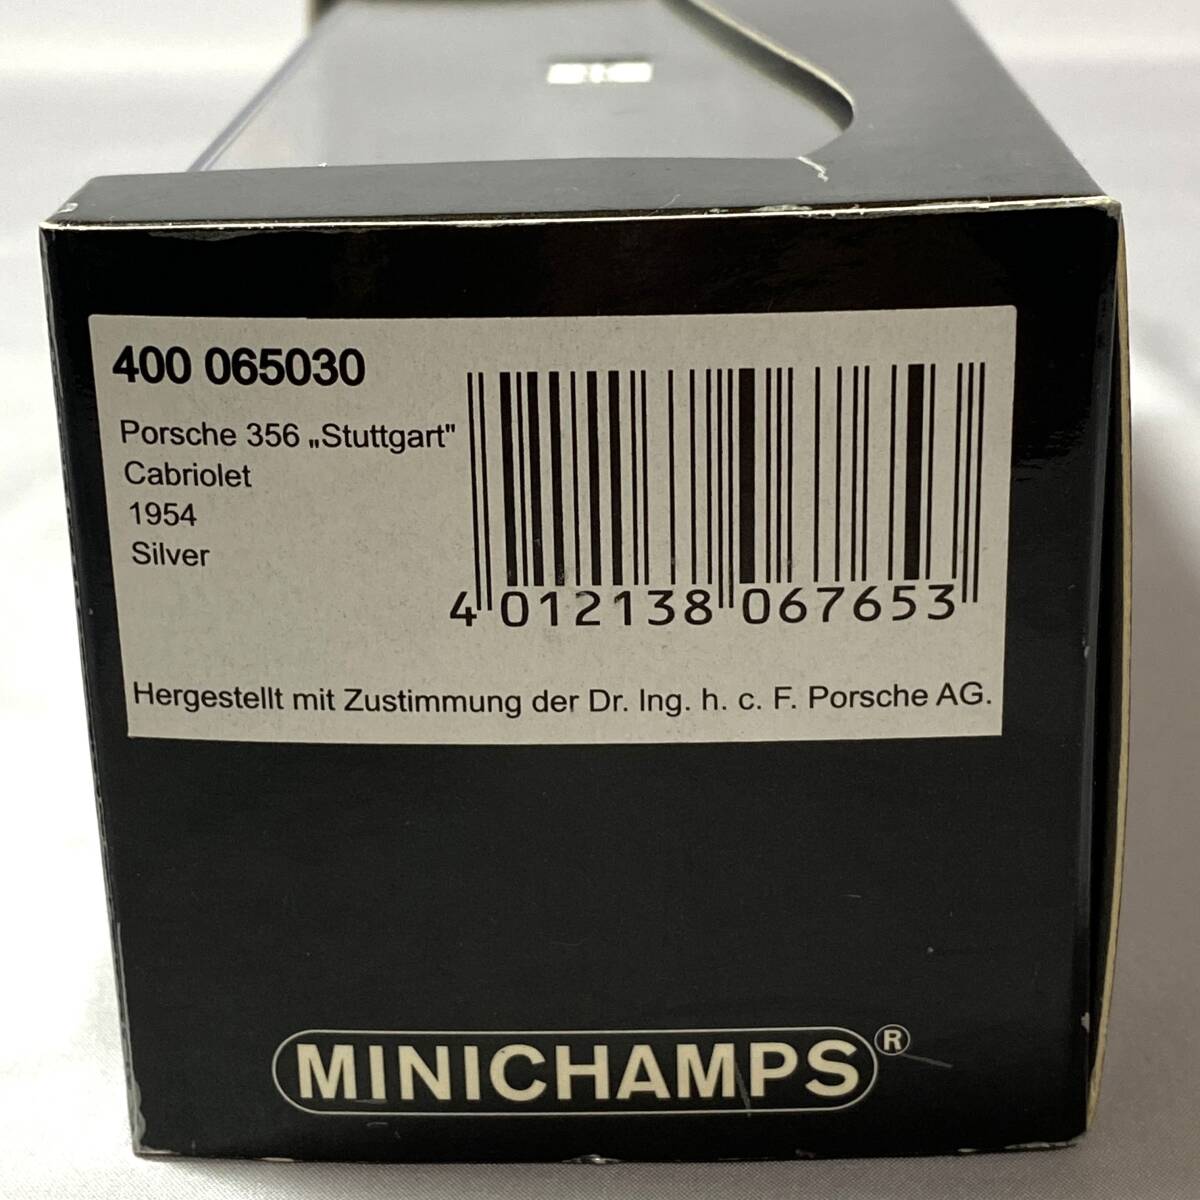 400 065030
Porsche 356 „Stuttgart"
Cabriolet
1954
Silver
4 012138 067653
Hergestellt mit Zustimmung der Dr. Ing. h. c. F. Porsche AG.
MINICHAMPS®